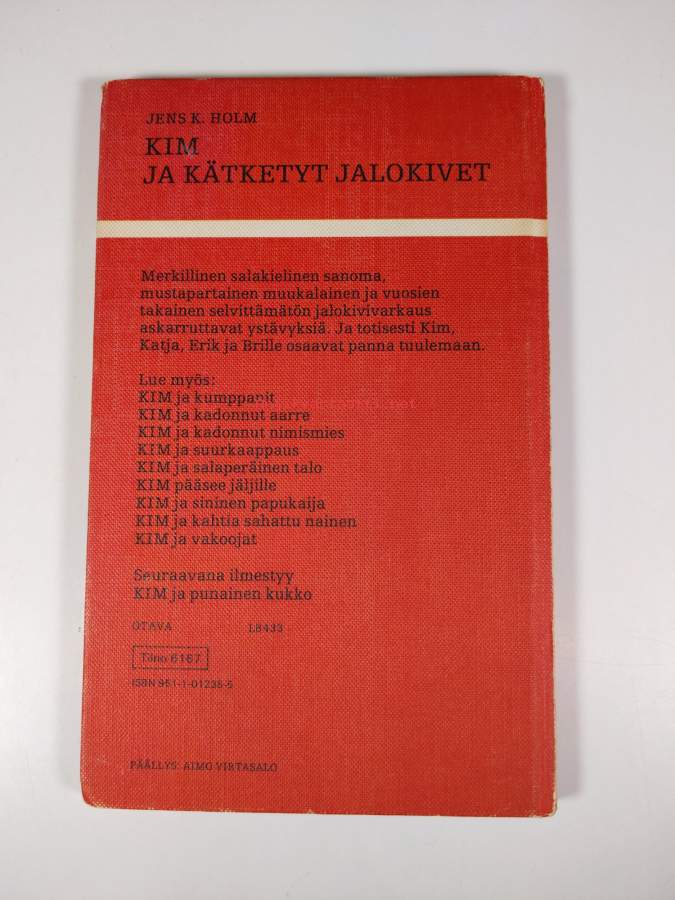 JENS K. HOLM
KIM
JA KÄTKETYT JALOKIVET
Merkillinen salakielinen sanoma,
mustapartainen muukalainen ja vuosien
takainen selvittämätön jalokivivarkaus
askarruttavat ystävyksiä. Ja totisesti Kim,
Katja, Erik ja Brille osaavat panna tuulemaan.
Lue myös:
KIM ja kumppanit
KIM ja kadonnut aarre
KIM ja kadonnut nimismies
KIM ja suurkaappaus
KIM ja salaperäinen talo
KIM pääsee jäljille
KIM ja sininen papukaija
KIM ja kahtia sahattu nainen
KIM ja vakoojat
Seuraavana ilmestyy
KIM ja punainen kukko
OTAVA L8433
Tilno 6167
ISBN 951-1-01236-5
PÄÄLLYS: AIMO VIRTASALO